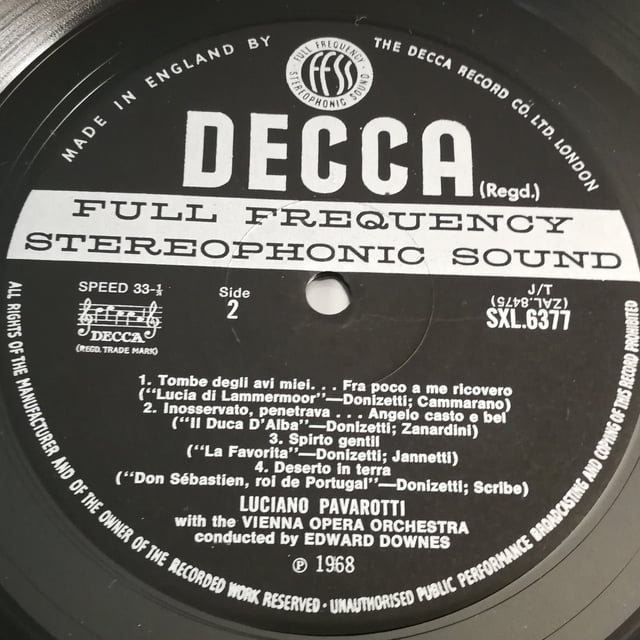 MADE IN ENGLAND BY
THE DECCA RECORD CO. LTD. LONDON
FULL FREQUENCY
FFSS
STEREOPHONIC SOUND
DECCA
(Regd.)
FULL FREQUENCY
STEREOPHONIC SOUND
SPEED 33-⅓
DECCA
(REGD. TRADE MARK)
Side
2
T/J
(ZAL.8475)
SXL.6377
1. Tombe degli avi miei. . . Fra poco a me ricovero
("Lucia di Lammermoor"—Donizetti; Cammarano)
2. Inosservato, penetrava . . . Angelo casto e bel
("Il Duca D'Alba"—Donizetti; Zanardini)
3. Spirto gentil
("La Favorita"—Donizetti, Jannetti)
4. Deserto in terra
("Don Sébastien, roi de Portugal"—Donizetti; Scribe)
LUCIANO PAVAROTTI
with the VIENNA OPERA ORCHESTRA
conducted by EDWARD DOWNES
℗ 1968
ALL RIGHTS OF THE MANUFACTURER AND OF THE OWNER OF THE RECORDED WORK RESERVED · UNAUTHORISED PUBLIC PERFORMANCE BROADCASTING AND COPYING OF THIS RECORD PROHIBITED